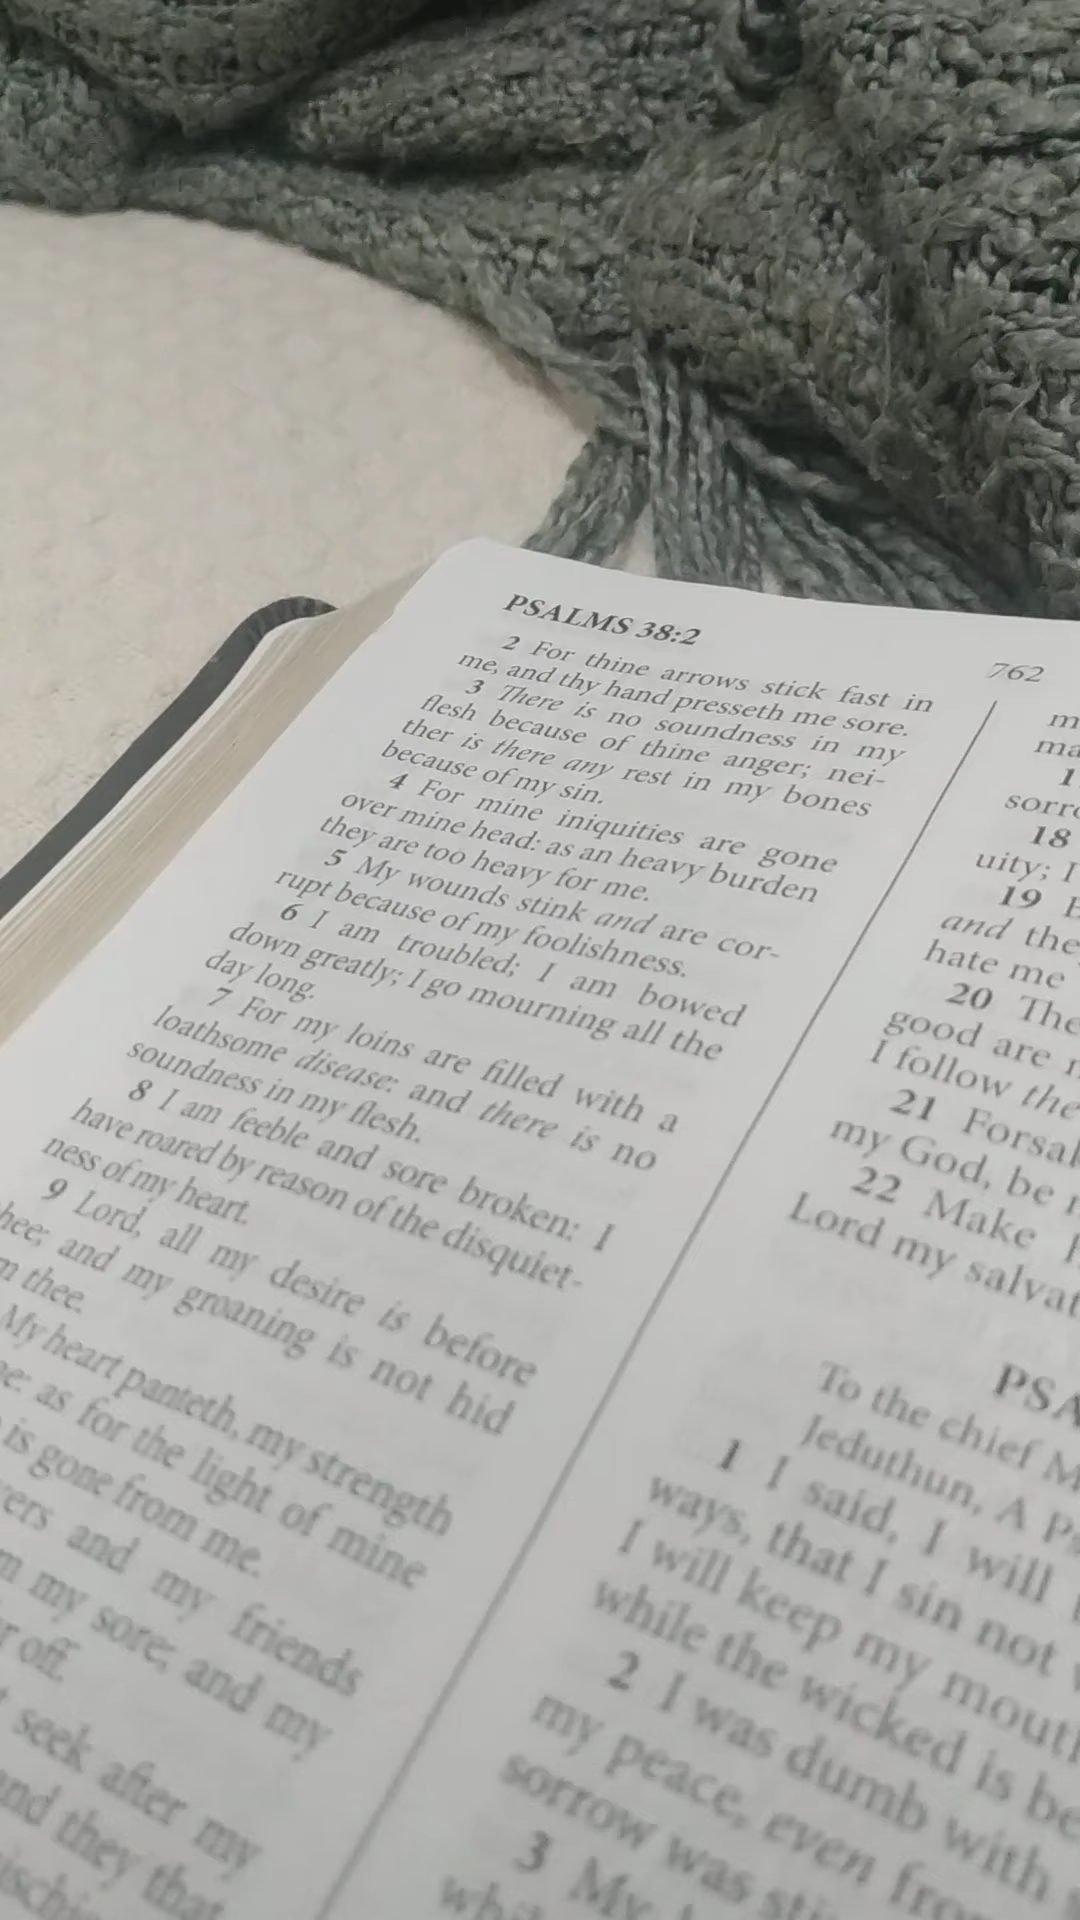 PSALMS 38:2
762
2 For thine arrows stick fast in
me, and thy hand presseth me sore.
3 There is no soundness in my
flesh because of thine anger; nei-
ther is there any rest in my bones
because of my sin.
4 For mine iniquities are gone
over mine head: as an heavy burden
they are too heavy for me.
5 My wounds stink and are cor-
rupt because of my foolishness.
6 I am troubled; I am bowed
down greatly; I go mourning all the
day long.
7 For my loins are filled with a
loathsome disease: and there is no
soundness in my flesh.
8 I am feeble and sore broken: I
have roared by reason of the disquiet-
ness of my heart.
9 Lord, all my desire is before
thee; and my groaning is not hid
thee.
My heart panteth, my strength
as for the light of mine
is gone from me.
and my friends
my sore; and my
off.
seek after my
and they that
18
uity; I
19
and the
hate me
20 The
good are
I follow the
21
my God, be
22 Make
Lord my
To the chief
Jeduthun, A
1 I said, I will
ways, that I sin not
I will keep my
while the wicked is
2 I was dumb with
my peace, even
sorrow was
3 My